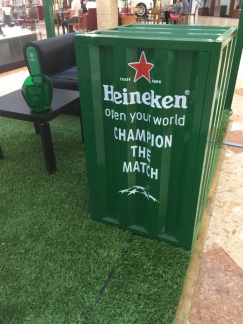 TRADE MARK
Heineken®
open your world
CHAMPION
THE
MATCH